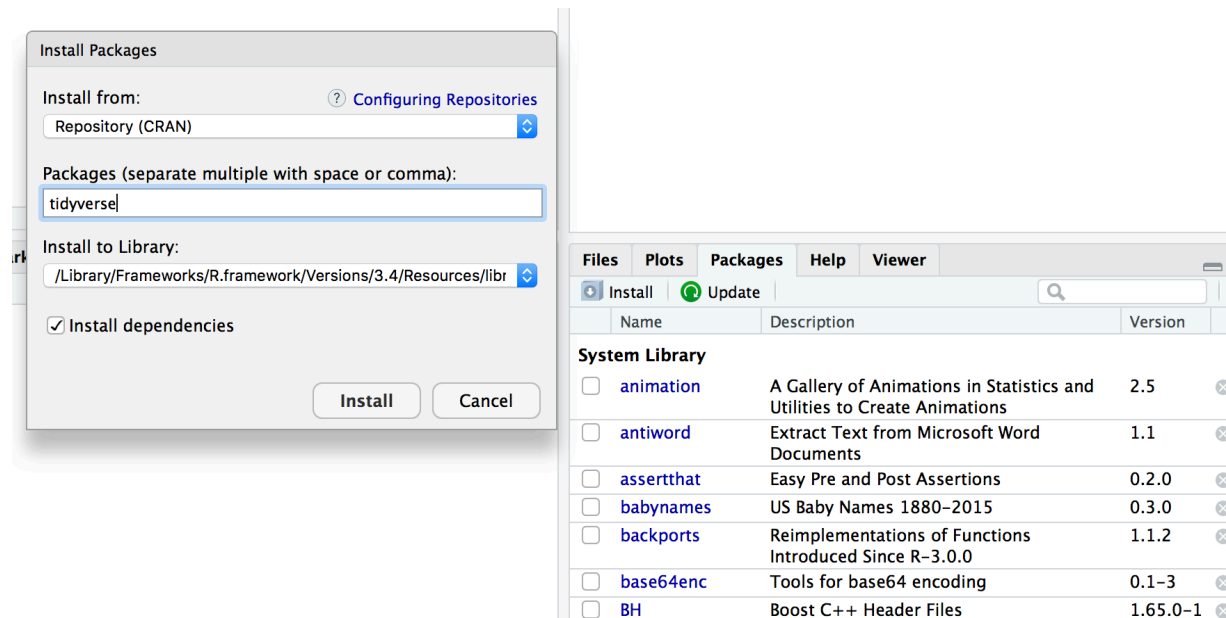 Install Packages
Install from:
? Configuring Repositories
Repository (CRAN)
Packages (separate multiple with space or comma):
tidyverse
Install to Library:
/Library/Frameworks/R.framework/Versions/3.4/Resources/libr
Install dependencies
Install Cancel
Files Plots Packages Help Viewer
Install Update
Name Description Version
System Library
animation A Gallery of Animations in Statistics and 2.5
Utilities to Create Animations
antiword Extract Text from Microsoft Word 1.1
Documents
assertthat Easy Pre and Post Assertions 0.2.0
babynames US Baby Names 1880–2015 0.3.0
backports Reimplementations of Functions 1.1.2
Introduced Since R–3.0.0
base64enc Tools for base64 encoding 0.1–3
BH Boost C++ Header Files 1.65.0–1